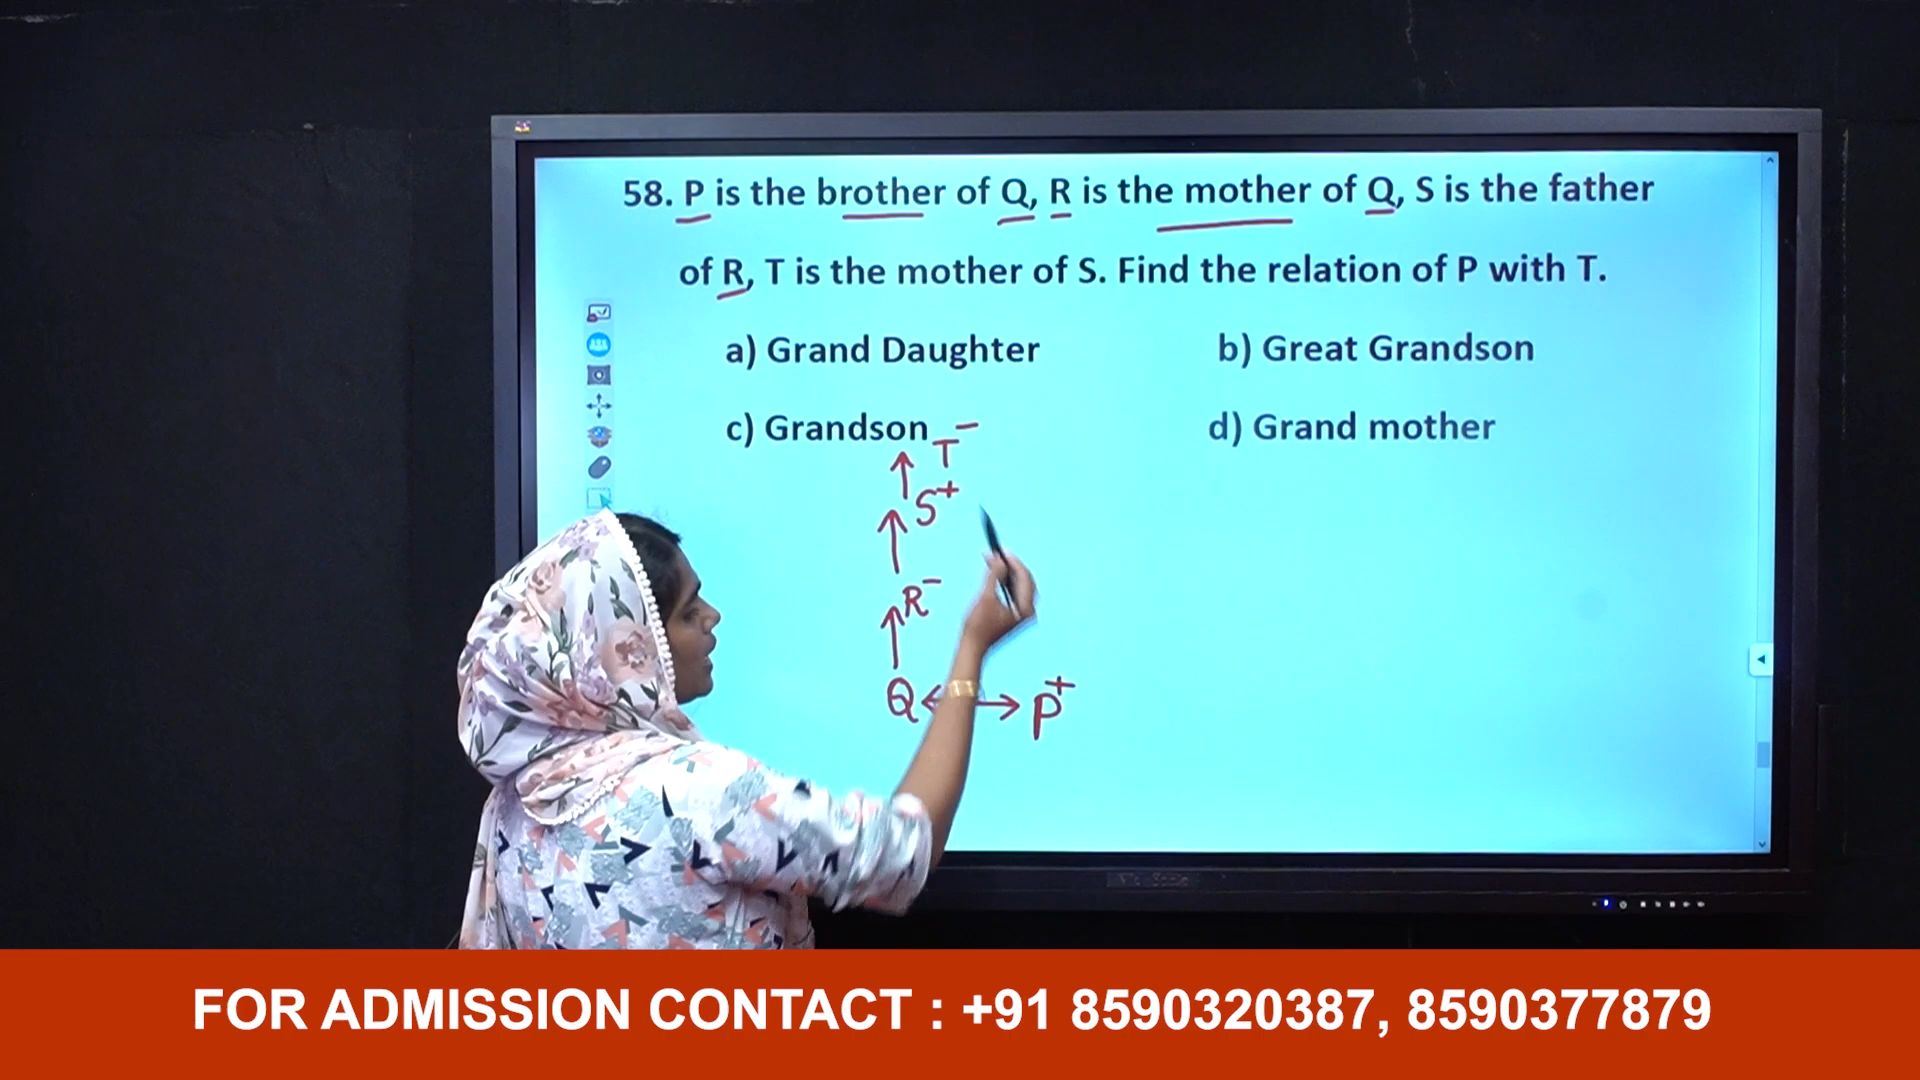 58. P is the brother of Q, R is the mother of Q, S is the father
of R, T is the mother of S. Find the relation of P with T.
a) Grand Daughter
b) Great Grandson
c) Grandson
d) Grand mother
T -
S +
R -
Q P +
FOR ADMISSION CONTACT : +91 8590320387, 8590377879